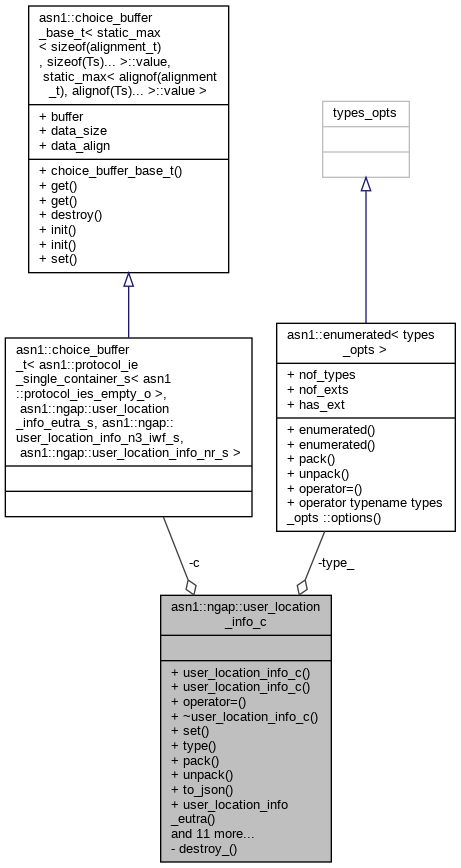 asn1::choice_buffer
_base_t< static_max
< sizeof(alignment_t)
, sizeof(Ts)... >::value,
static_max< alignof(alignment
_t), alignof(Ts)... >::value >
+ buffer
+ data_size
+ data_align
+ choice_buffer_base_t()
+ get()
+ get()
+ destroy()
+ init()
+ init()
+ set()
types_opts
asn1::choice_buffer
_t< asn1::protocol_ie
_single_container_s< asn1
::protocol_ies_empty_o >,
asn1::ngap::user_location
_info_eutra_s, asn1::ngap::
user_location_info_n3_iwf_s,
asn1::ngap::user_location_info_nr_s >
asn1::enumerated< types
_opts >
+ nof_types
+ nof_exts
+ has_ext
+ enumerated()
+ enumerated()
+ pack()
+ unpack()
+ operator=()
+ operator typename types
_opts ::options()
-c
-type_
asn1::ngap::user_location
_info_c
+ user_location_info_c()
+ user_location_info_c()
+ operator=()
+ ~user_location_info_c()
+ set()
+ type()
+ pack()
+ unpack()
+ to_json()
+ user_location_info
_eutra()
and 11 more...
- destroy_()